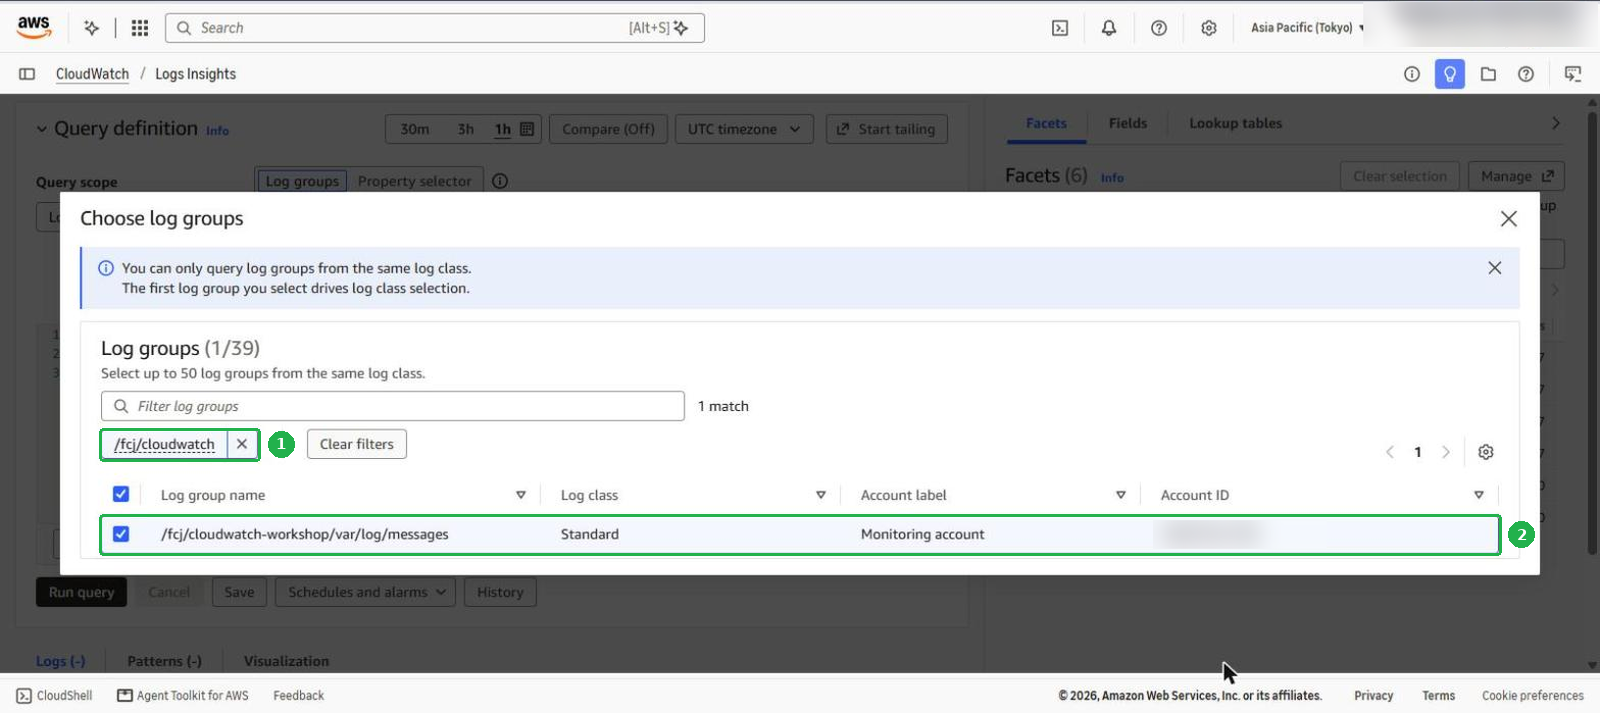 aws
Search [Alt+S]
Asia Pacific (Tokyo)
CloudWatch / Logs Insights
Query definition Info
30m 3h 1h Compare (Off) UTC timezone Start tailing
Facets Fields Lookup tables
Query scope Log groups Property selector
Facets (6) Info Clear selection Manage
Choose log groups
You can only query log groups from the same log class.
The first log group you select drives log class selection.
Log groups (1/39)
Select up to 50 log groups from the same log class.
Filter log groups 1 match
/fcj/cloudwatch 1 Clear filters
1
Log group name Log class Account label Account ID
/fcj/cloudwatch-workshop/var/log/messages Standard Monitoring account 2
Run query Cancel Save Schedules and alarms History
Logs (-) Patterns (-) Visualization
CloudShell Agent Toolkit for AWS Feedback © 2026, Amazon Web Services, Inc. or its affiliates. Privacy Terms Cookie preferences